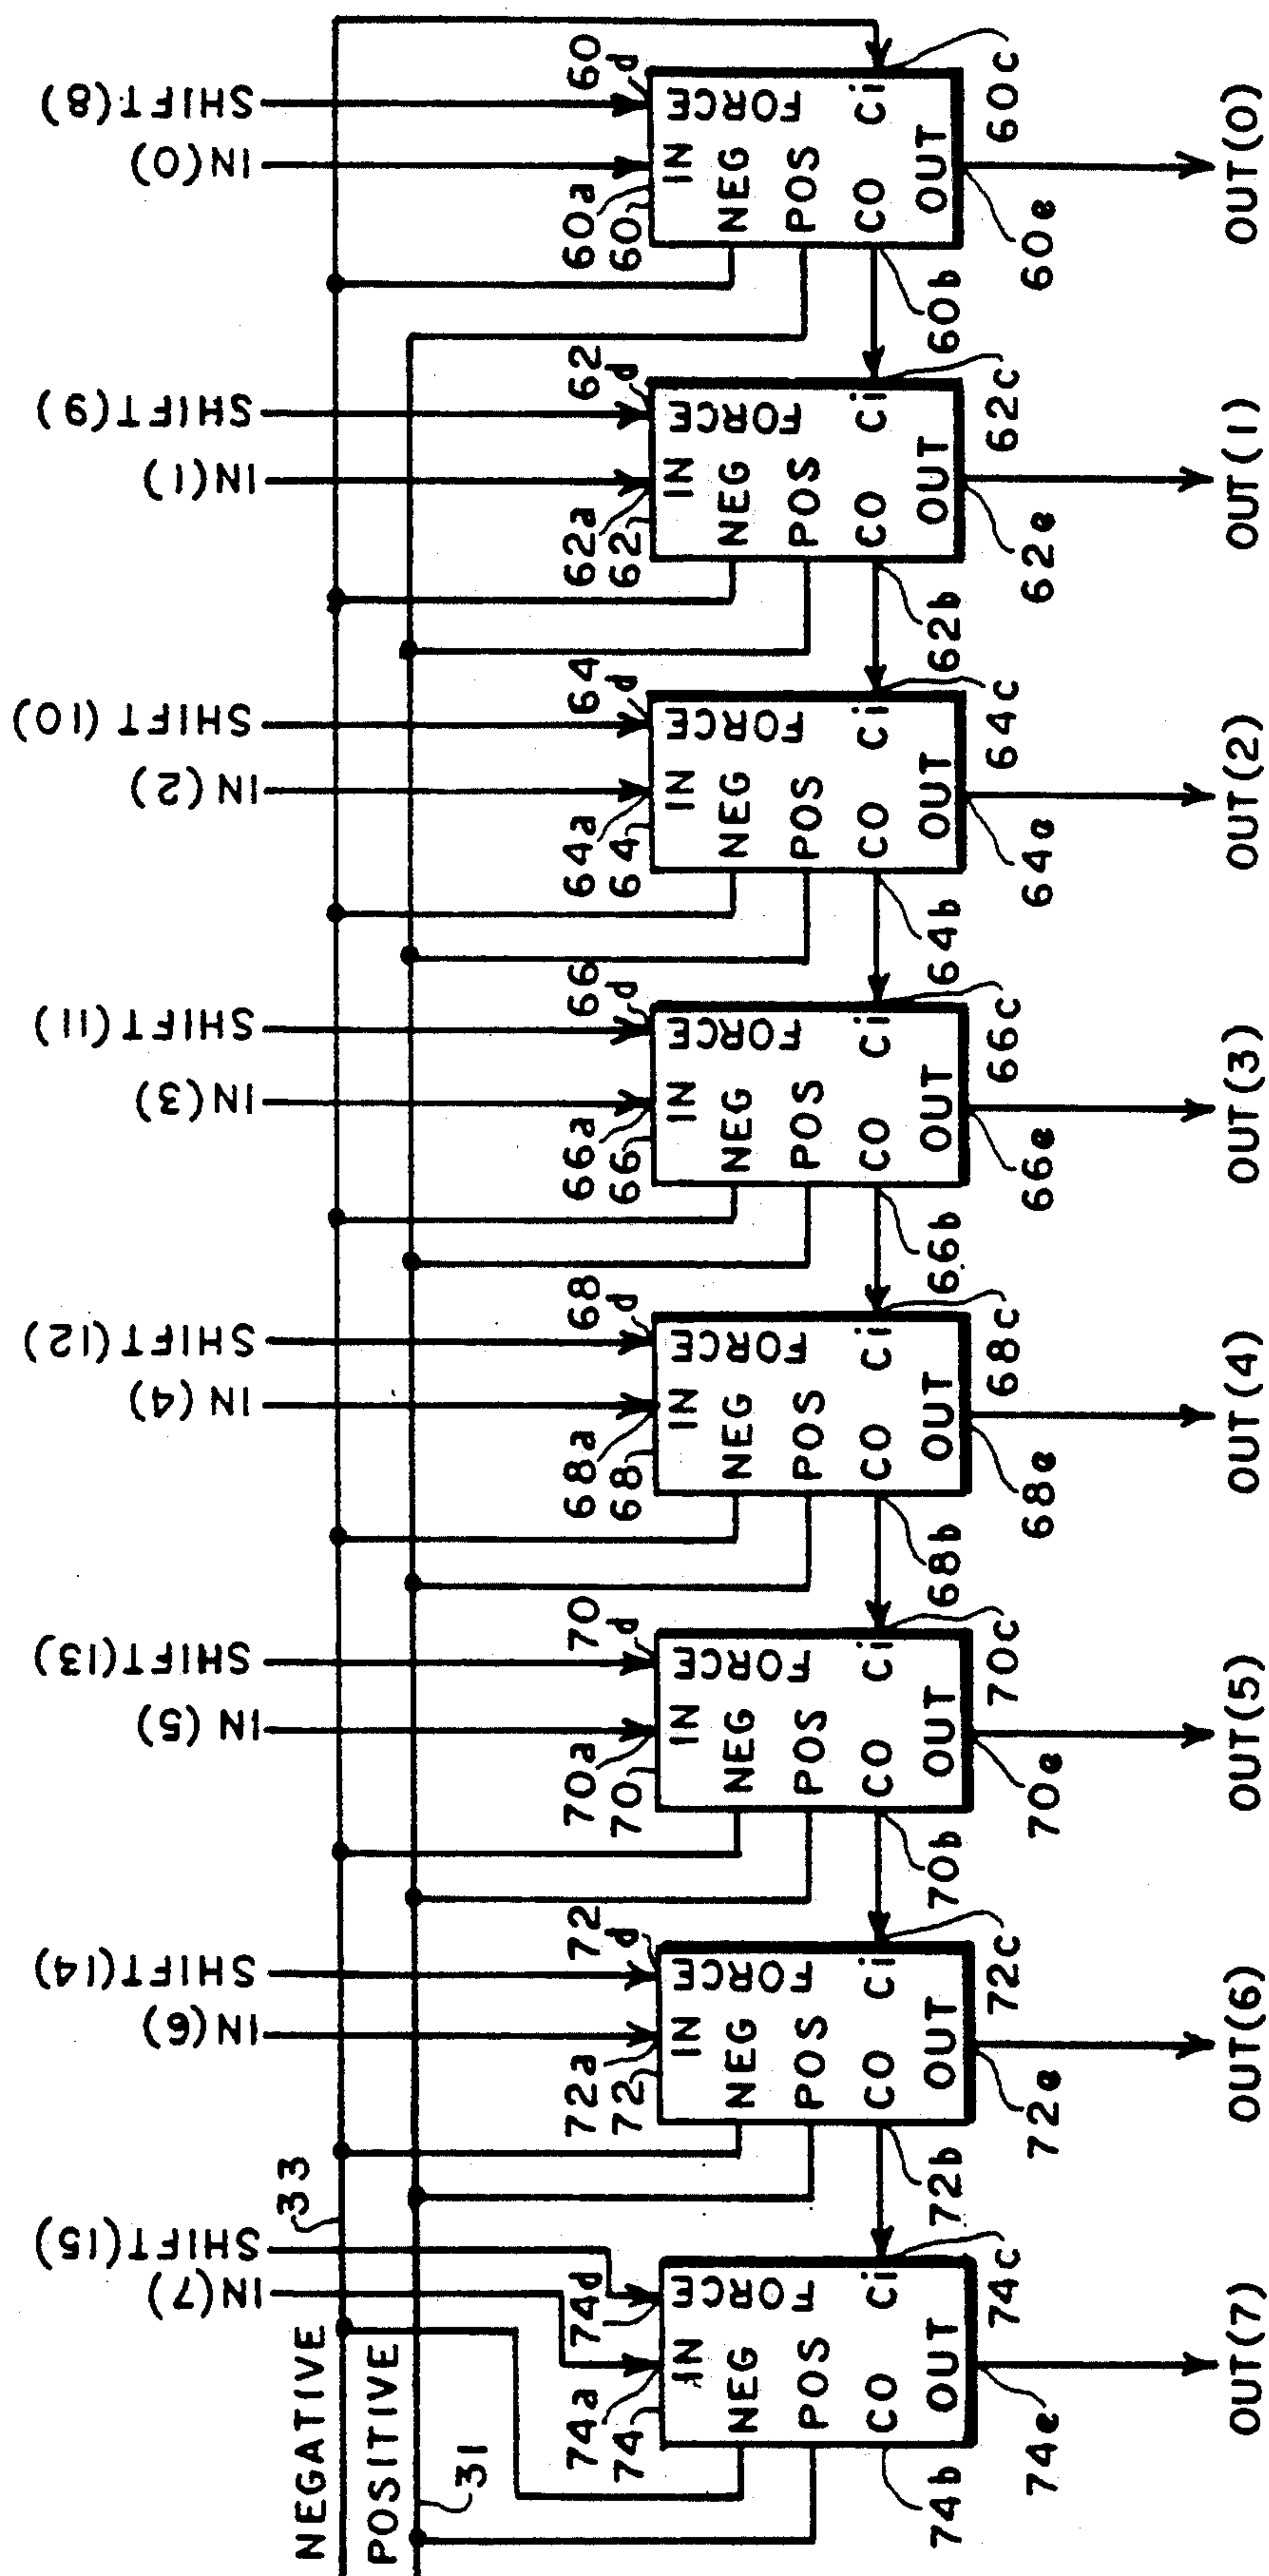 NEGATIVE
33
POSITIVE
31
IN(7)
SHIFT(15)
74a
74
74d
IN
FORCE
NEG
POS
CO
Ci
OUT
74b
74c
74e
OUT(7)
IN(6)
SHIFT(14)
72a
72
72d
IN
FORCE
NEG
POS
CO
Ci
OUT
72b
72c
72e
OUT(6)
IN(5)
SHIFT(13)
70a
70
70d
IN
FORCE
NEG
POS
CO
Ci
OUT
70b
70c
70e
OUT(5)
IN(4)
SHIFT(12)
68a
68
68d
IN
FORCE
NEG
POS
CO
Ci
OUT
68b
68c
68e
OUT(4)
IN(3)
SHIFT(11)
66a
66
66d
IN
FORCE
NEG
POS
CO
Ci
OUT
66b
66c
66e
OUT(3)
IN(2)
SHIFT(10)
64a
64
64d
IN
FORCE
NEG
POS
CO
Ci
OUT
64b
64c
64e
OUT(2)
IN(1)
SHIFT(9)
62a
62
62d
IN
FORCE
NEG
POS
CO
Ci
OUT
62b
62c
62e
OUT(1)
IN(0)
SHIFT(8)
60a
60
60d
IN
FORCE
NEG
POS
CO
Ci
OUT
60b
60c
60e
OUT(0)